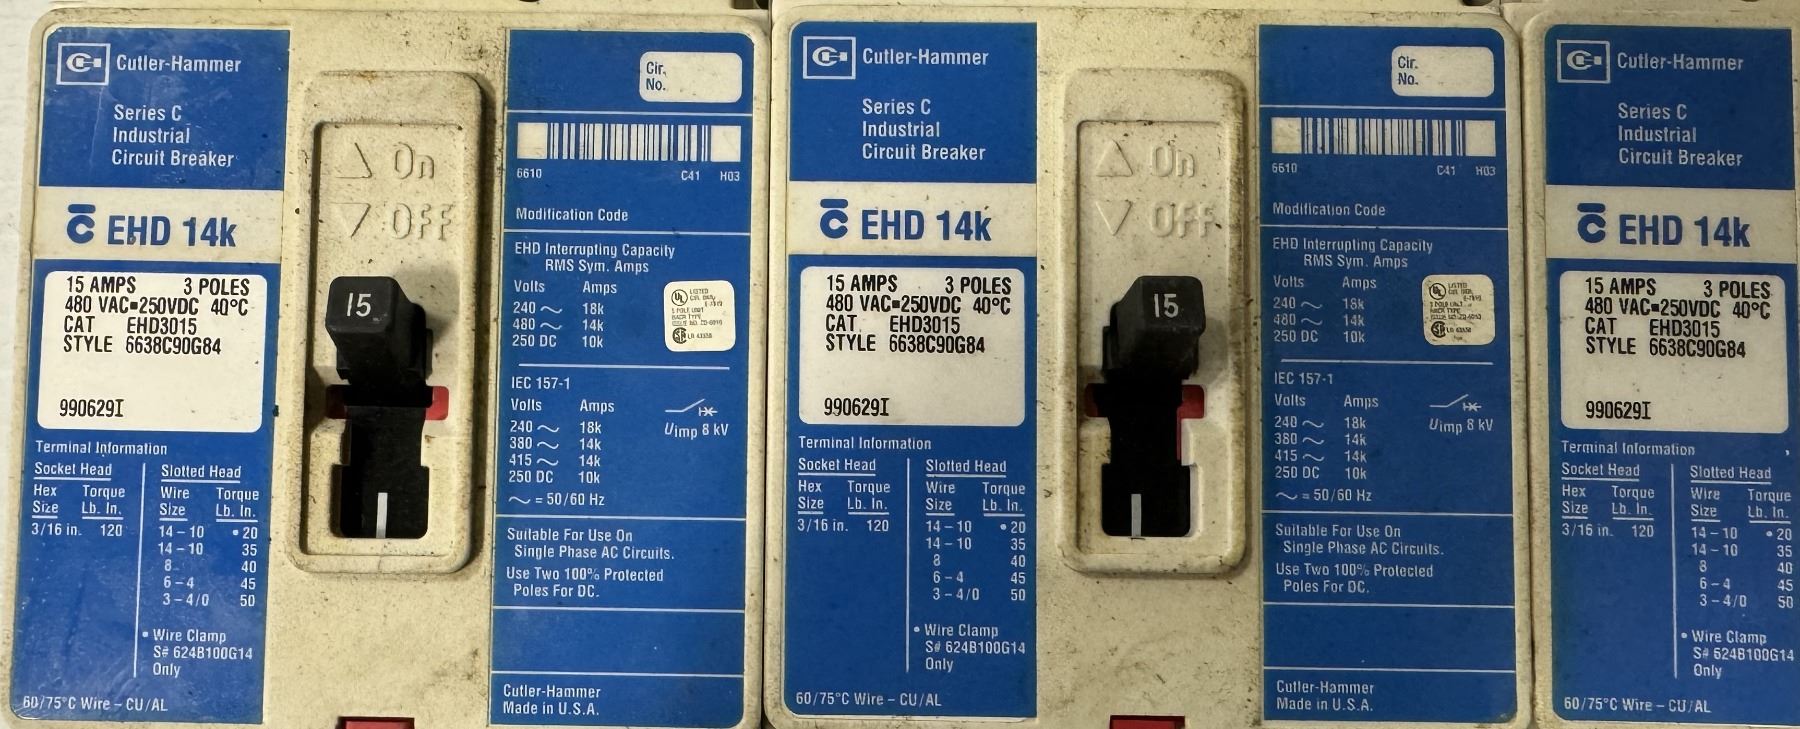 Cutler-Hammer
Series C
Industrial
Circuit Breaker
EHD 14k
15 AMPS 3 POLES
480 VAC=250VDC 40°C
CAT EHD3015
STYLE 6638C90G84
990629I
Terminal Information
Socket Head Slotted Head
Hex Torque Wire Torque
Size Lb. In. Size Lb. In.
3/16 in. 120 14–10 •20
14–10 35
8 40
6–4 45
3–4/0 50
• Wire Clamp
S# 624B100G14
Only
60/75°C Wire – CU/AL
On
OFF
15
Cir.
No.
6610 C41 H03
Modification Code
EHD Interrupting Capacity
RMS Sym. Amps
Volts Amps
240 ~ 18k
480 ~ 14k
250 DC 10k
UL LISTED
IEC 157-1
Volts Amps
240 ~ 18k
380 ~ 14k
415 ~ 14k
250 DC 10k
Uimp 8 kV
~ = 50/60 Hz
Suitable For Use On
Single Phase AC Circuits.
Use Two 100% Protected
Poles For DC.
Cutler-Hammer
Made in U.S.A.
Cutler-Hammer
Series C
Industrial
Circuit Breaker
EHD 14k
15 AMPS 3 POLES
480 VAC=250VDC 40°C
CAT EHD3015
STYLE 6638C90G84
990629I
Terminal Information
Socket Head Slotted Head
Hex Torque Wire Torque
Size Lb. In. Size Lb. In.
3/16 in. 120 14–10 •20
14–10 35
8 40
6–4 45
3–4/0 50
• Wire Clamp
S# 624B100G14
Only
60/75°C Wire – CU/AL
On
OFF
15
Cir.
No.
6610 C41 H03
Modification Code
EHD Interrupting Capacity
RMS Sym. Amps
Volts Amps
240 ~ 18k
480 ~ 14k
250 DC 10k
UL LISTED
IEC 157-1
Volts Amps
240 ~ 18k
380 ~ 14k
415 ~ 14k
250 DC 10k
Uimp 8 kV
~ = 50/60 Hz
Suitable For Use On
Single Phase AC Circuits.
Use Two 100% Protected
Poles For DC.
Cutler-Hammer
Made in U.S.A.
Cutler-Hammer
Series C
Industrial
Circuit Breaker
EHD 14k
15 AMPS 3 POLES
480 VAC=250VDC 40°C
CAT EHD3015
STYLE 6638C90G84
990629I
Terminal Information
Socket Head Slotted Head
Hex Torque Wire Torque
Size Lb. In. Size Lb. In.
3/16 in. 120 14–10 •20
14–10 35
8 40
6–4 45
3–4/0 50
• Wire Clamp
S# 624B100G14
Only
60/75°C Wire – CU/AL